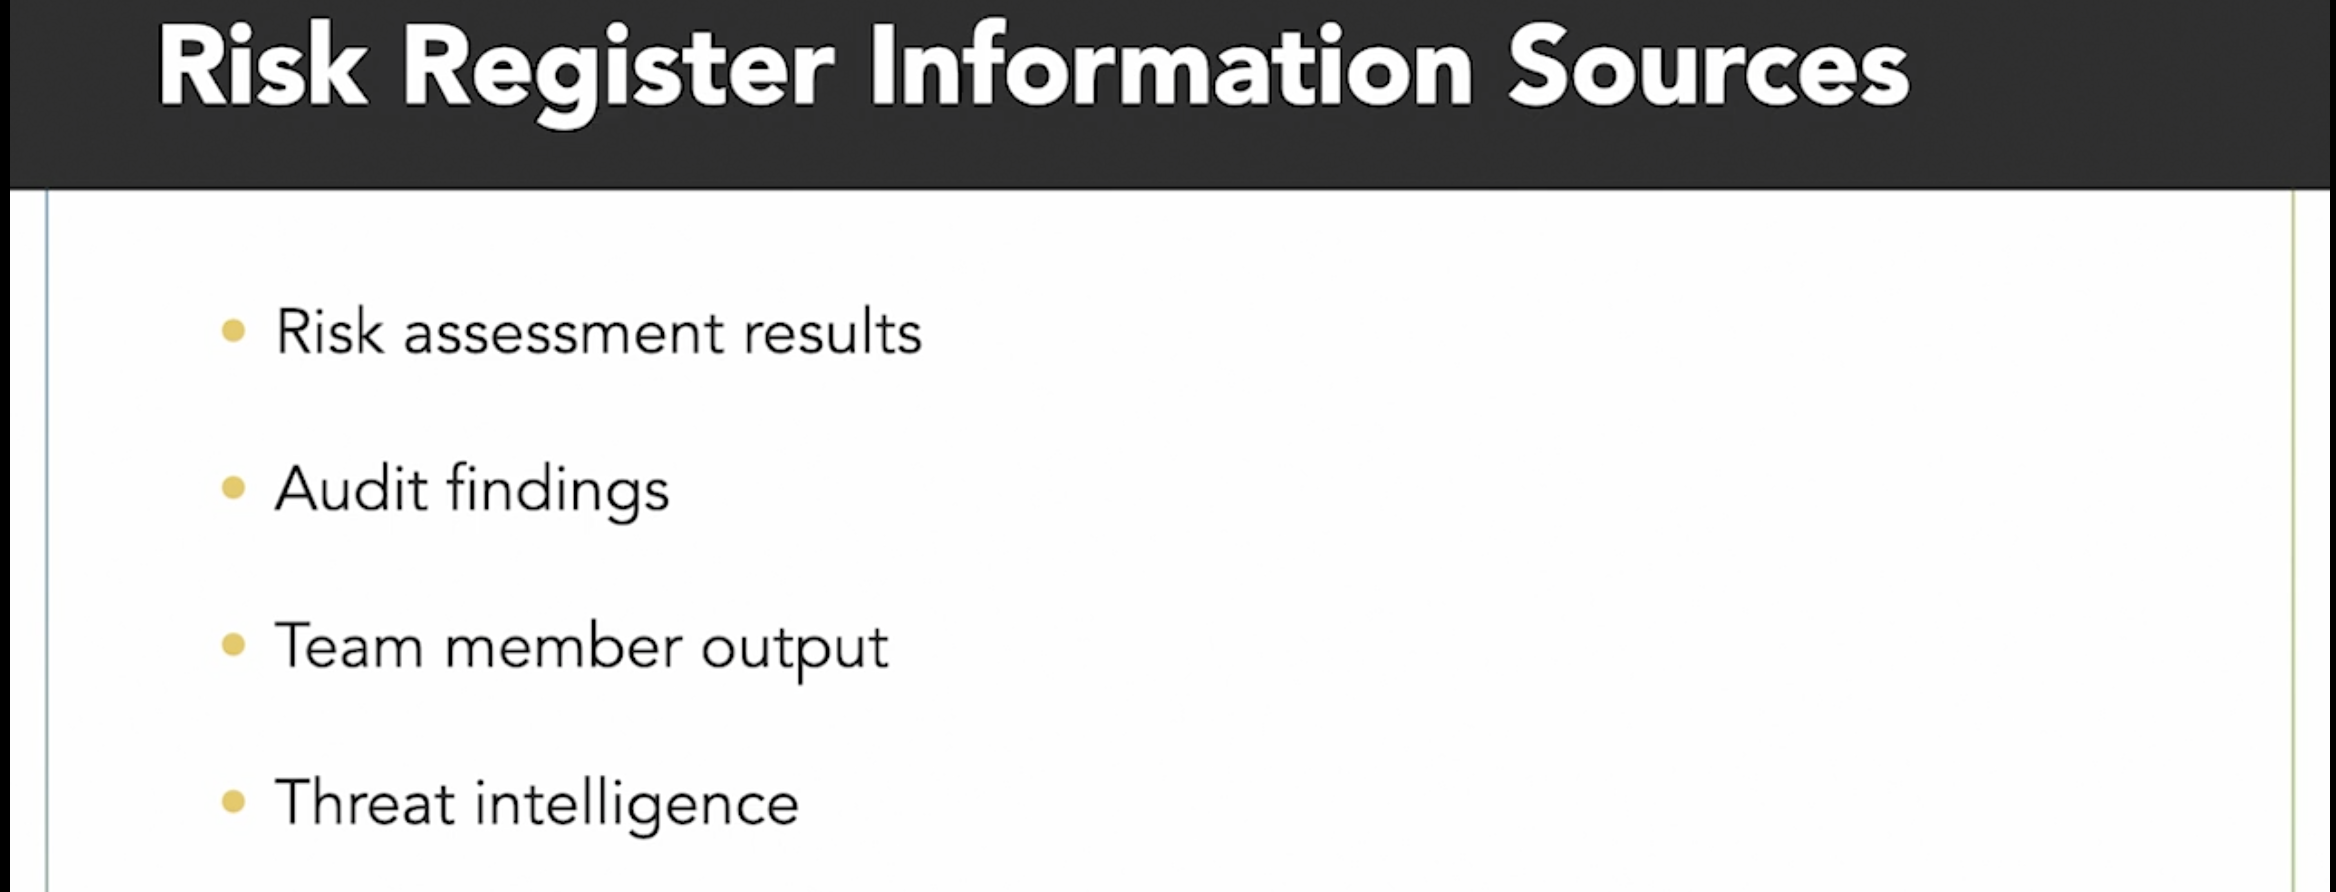 Risk Register Information Sources
Risk assessment results
Audit findings
Team member output
Threat intelligence